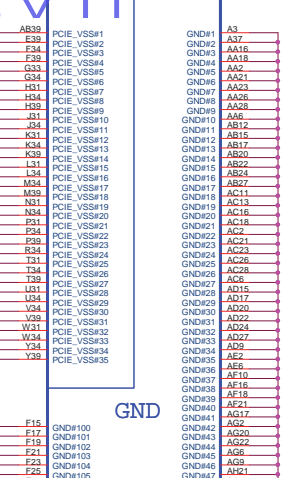 AB39 PCIE_VSS#1 GND#1 A3
E39 PCIE_VSS#2 GND#2 A37
F34 PCIE_VSS#3 GND#3 AA16
F39 PCIE_VSS#4 GND#4 AA18
G33 PCIE_VSS#5 GND#5 AA2
G34 PCIE_VSS#6 GND#6 AA21
H31 PCIE_VSS#7 GND#7 AA23
H34 PCIE_VSS#8 GND#8 AA26
H39 PCIE_VSS#9 GND#9 AA28
J31 PCIE_VSS#10 GND#10 AA6
J34 PCIE_VSS#11 GND#11 AB12
K31 PCIE_VSS#12 GND#12 AB15
K34 PCIE_VSS#13 GND#13 AB17
K39 PCIE_VSS#14 GND#14 AB20
L31 PCIE_VSS#15 GND#15 AB22
L34 PCIE_VSS#16 GND#16 AB24
M34 PCIE_VSS#17 GND#17 AB27
M39 PCIE_VSS#18 GND#18 AC11
N31 PCIE_VSS#19 GND#19 AC13
N34 PCIE_VSS#20 GND#20 AC16
P31 PCIE_VSS#21 GND#21 AC18
P34 PCIE_VSS#22 GND#22 AC2
P39 PCIE_VSS#23 GND#23 AC21
R34 PCIE_VSS#24 GND#24 AC23
T31 PCIE_VSS#25 GND#25 AC26
T34 PCIE_VSS#26 GND#26 AC28
T39 PCIE_VSS#27 GND#27 AC6
U31 PCIE_VSS#28 GND#28 AD15
U34 PCIE_VSS#29 GND#29 AD17
V34 PCIE_VSS#30 GND#30 AD20
V39 PCIE_VSS#31 GND#31 AD22
W31 PCIE_VSS#32 GND#32 AD24
W34 PCIE_VSS#33 GND#33 AD27
Y34 PCIE_VSS#34 GND#34 AD9
Y39 PCIE_VSS#35 GND#35 AE2
GND#36 AE6
GND#37 AF10
GND#38 AF16
GND#39 AF18
GND#40 AF21
GND GND#41 AG17
F15 GND#100 GND#42 AG2
F17 GND#101 GND#43 AG20
F19 GND#102 GND#44 AG22
F21 GND#103 GND#45 AG6
F23 GND#104 GND#46 AG9
F25 GND#105 GND#47 AH21